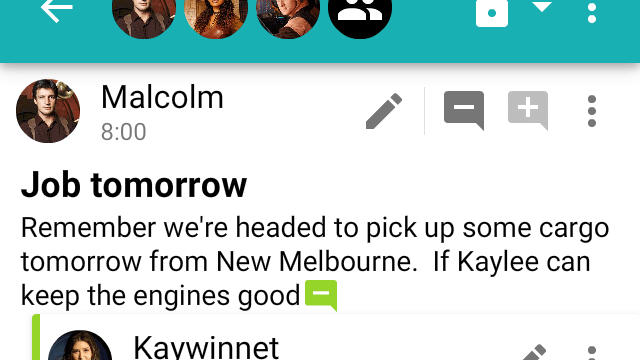 Malcolm
8:00
Job tomorrow
Remember we're headed to pick up some cargo
tomorrow from New Melbourne.  If Kaylee can
keep the engines good
Kaywinnet